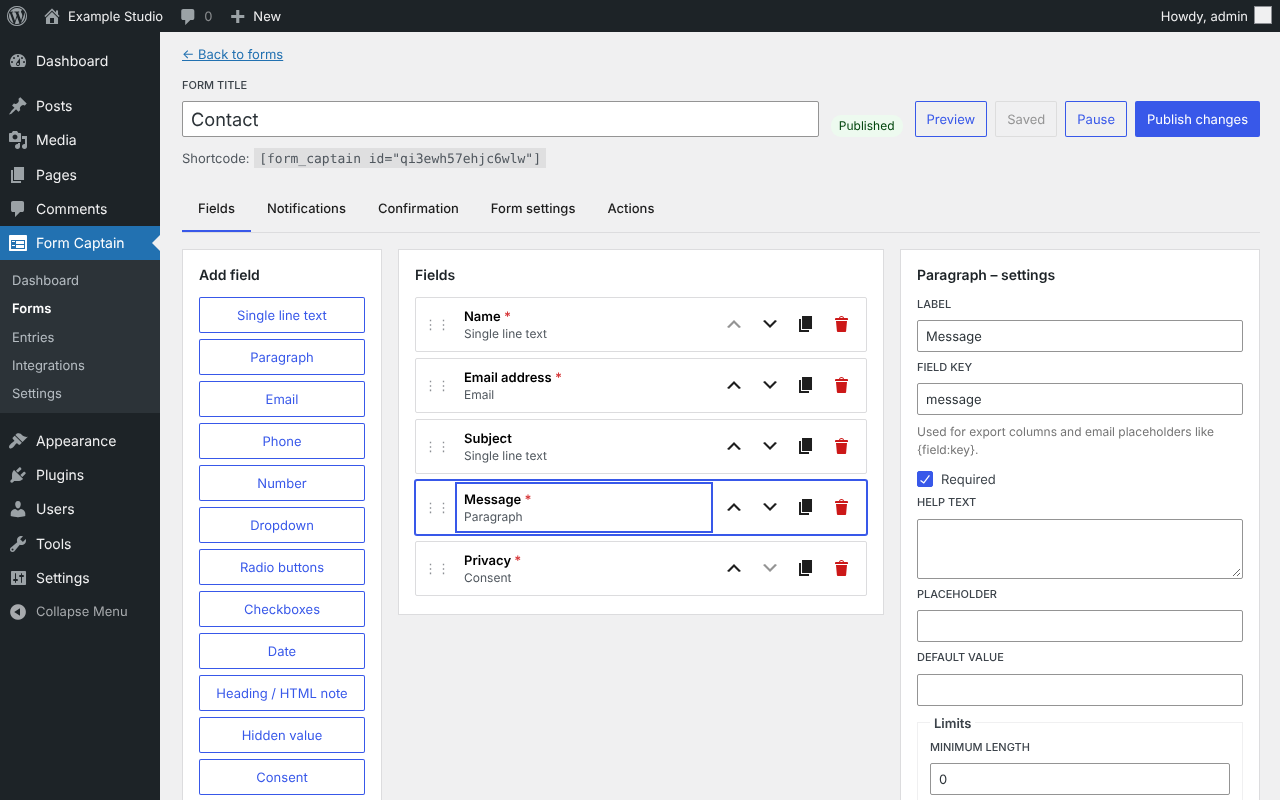 Example Studio
0
New
Howdy, admin
Dashboard
Posts
Media
Pages
Comments
Form Captain
Dashboard
Forms
Entries
Integrations
Settings
Appearance
Plugins
Users
Tools
Settings
Collapse Menu
← Back to forms
FORM TITLE
Contact
Published
Preview
Saved
Pause
Publish changes
Shortcode: [form_captain id="qi3ewh57ehjc6wlw"]
Fields
Notifications
Confirmation
Form settings
Actions
Add field
Single line text
Paragraph
Email
Phone
Number
Dropdown
Radio buttons
Checkboxes
Date
Heading / HTML note
Hidden value
Consent
Fields
Name *
Single line text
Email address *
Email
Subject
Single line text
Message *
Paragraph
Privacy *
Consent
Paragraph – settings
LABEL
Message
FIELD KEY
message
Used for export columns and email placeholders like
{field:key}.
Required
HELP TEXT
PLACEHOLDER
DEFAULT VALUE
Limits
MINIMUM LENGTH
0